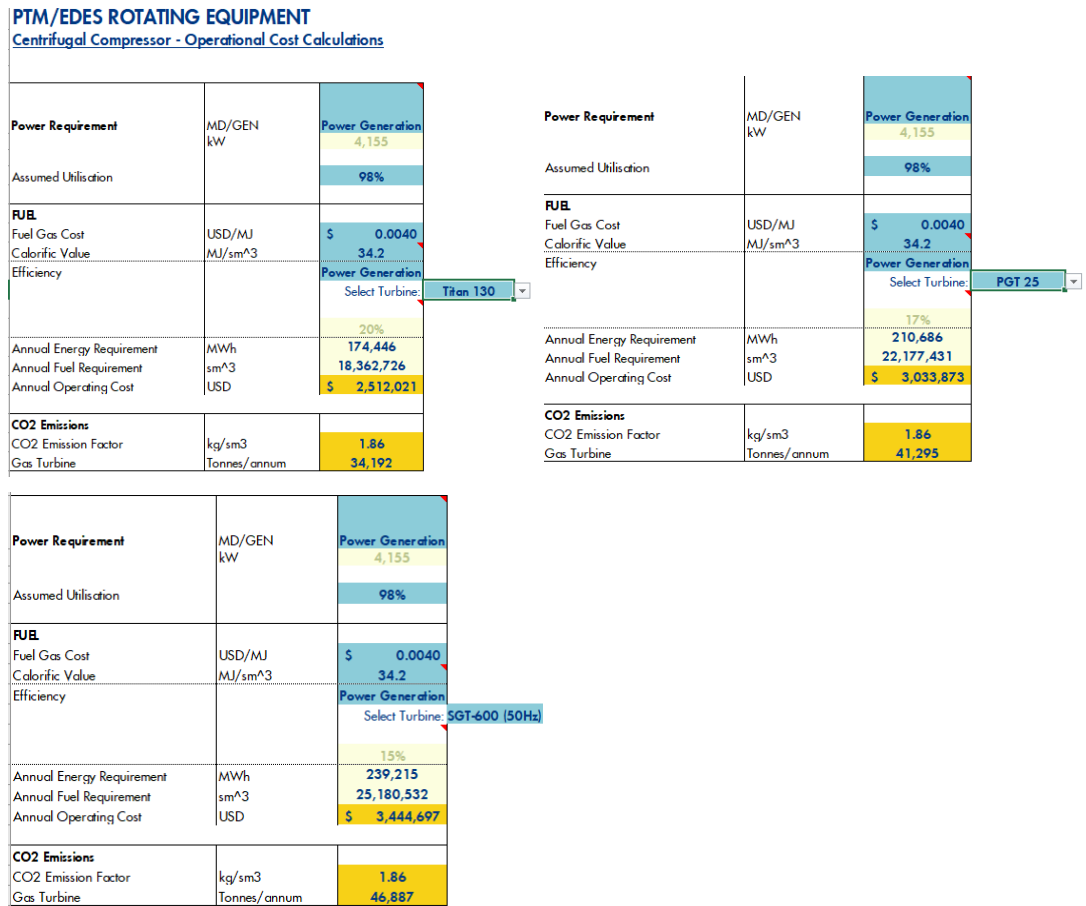 PTM/EDES ROTATING EQUIPMENT
Centrifugal Compressor - Operational Cost Calculations
Power Requirement MD/GEN Power Generation
kW 4,155
Assumed Utilisation 98%
FUEL
Fuel Gas Cost USD/MJ $ 0.0040
Calorific Value MJ/sm^3 34.2
Efficiency Power Generation
Select Turbine: Titan 130
20%
Annual Energy Requirement MWh 174,446
Annual Fuel Requirement sm^3 18,362,726
Annual Operating Cost USD $ 2,512,021
CO2 Emissions
CO2 Emission Factor kg/sm3 1.86
Gas Turbine Tonnes/annum 34,192
Power Requirement MD/GEN Power Generation
kW 4,155
Assumed Utilisation 98%
FUEL
Fuel Gas Cost USD/MJ $ 0.0040
Calorific Value MJ/sm^3 34.2
Efficiency Power Generation
Select Turbine: PGT 25
17%
Annual Energy Requirement MWh 210,686
Annual Fuel Requirement sm^3 22,177,431
Annual Operating Cost USD $ 3,033,873
CO2 Emissions
CO2 Emission Factor kg/sm3 1.86
Gas Turbine Tonnes/annum 41,295
Power Requirement MD/GEN Power Generation
kW 4,155
Assumed Utilisation 98%
FUEL
Fuel Gas Cost USD/MJ $ 0.0040
Calorific Value MJ/sm^3 34.2
Efficiency Power Generation
Select Turbine: SGT-600 (50Hz)
15%
Annual Energy Requirement MWh 239,215
Annual Fuel Requirement sm^3 25,180,532
Annual Operating Cost USD $ 3,444,697
CO2 Emissions
CO2 Emission Factor kg/sm3 1.86
Gas Turbine Tonnes/annum 46,887